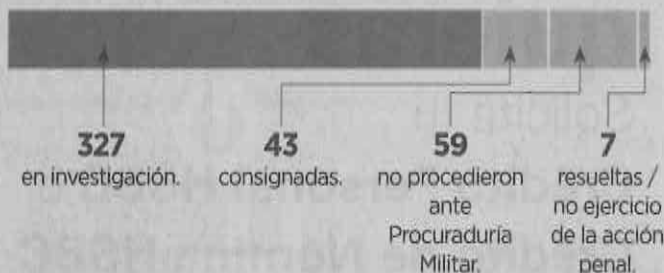 327
en investigación.
43
consignadas.
59
no procedieron
ante
Procuraduría
Militar.
7
resueltas /
no ejercicio
de la acción
penal.